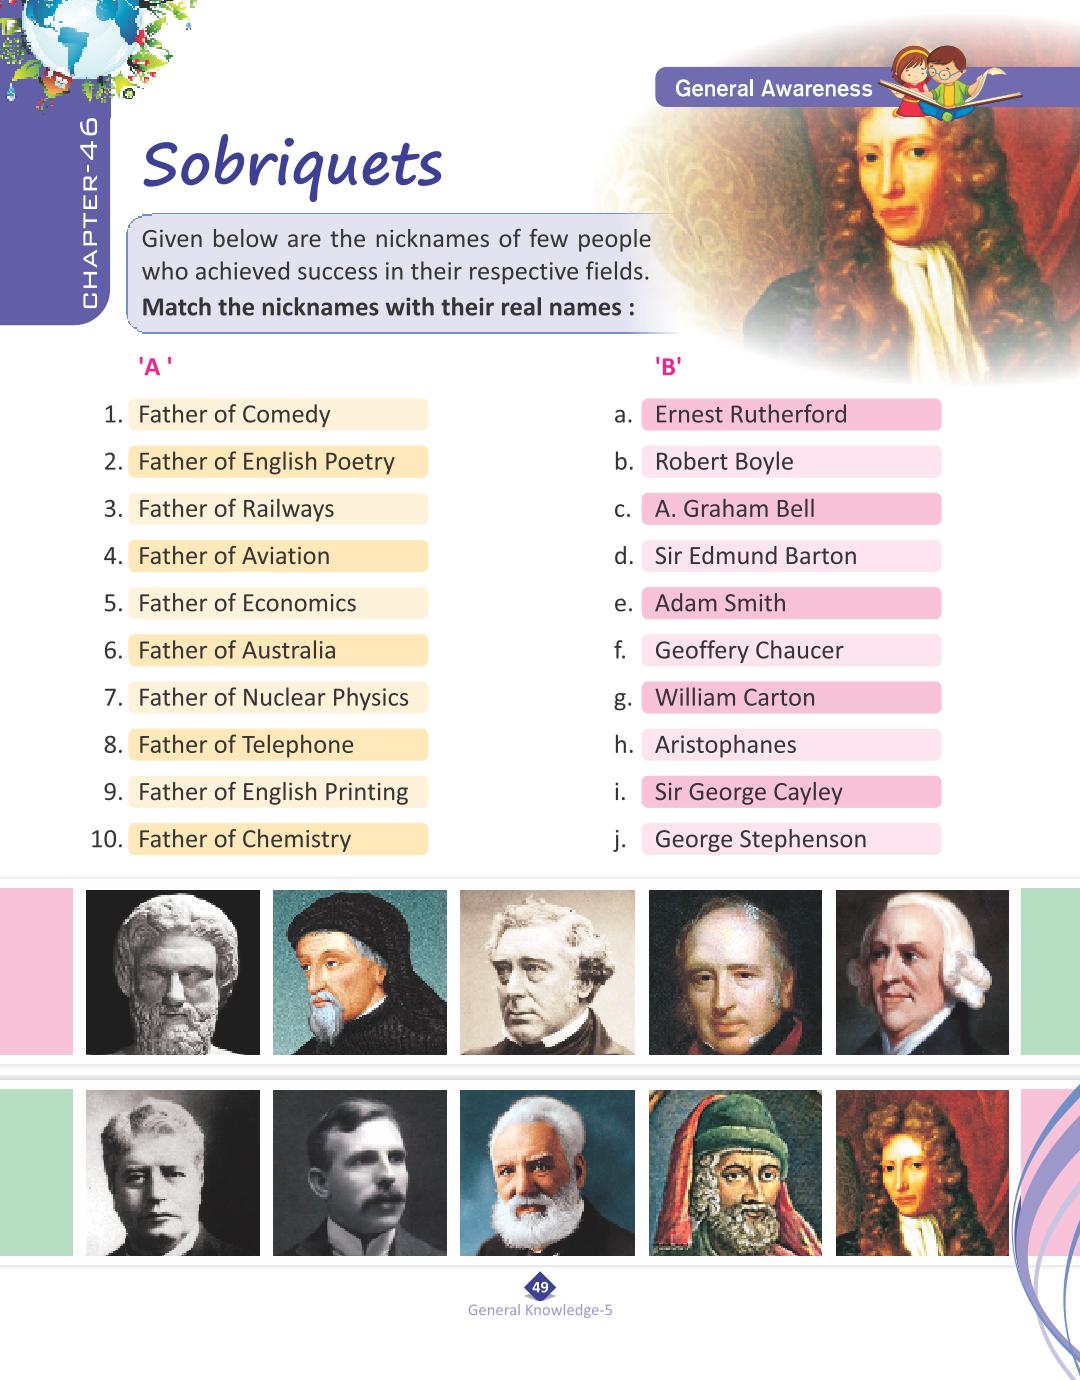 CHAPTER-46
General Awareness
Sobriquets
Given below are the nicknames of few people
who achieved success in their respective fields.
Match the nicknames with their real names :
'A '
'B'
1. Father of Comedy
a. Ernest Rutherford
2. Father of English Poetry
b. Robert Boyle
3. Father of Railways
c. A. Graham Bell
4. Father of Aviation
d. Sir Edmund Barton
5. Father of Economics
e. Adam Smith
6. Father of Australia
f. Geoffery Chaucer
7. Father of Nuclear Physics
g. William Carton
8. Father of Telephone
h. Aristophanes
9. Father of English Printing
i. Sir George Cayley
10. Father of Chemistry
j. George Stephenson
49
General Knowledge-5